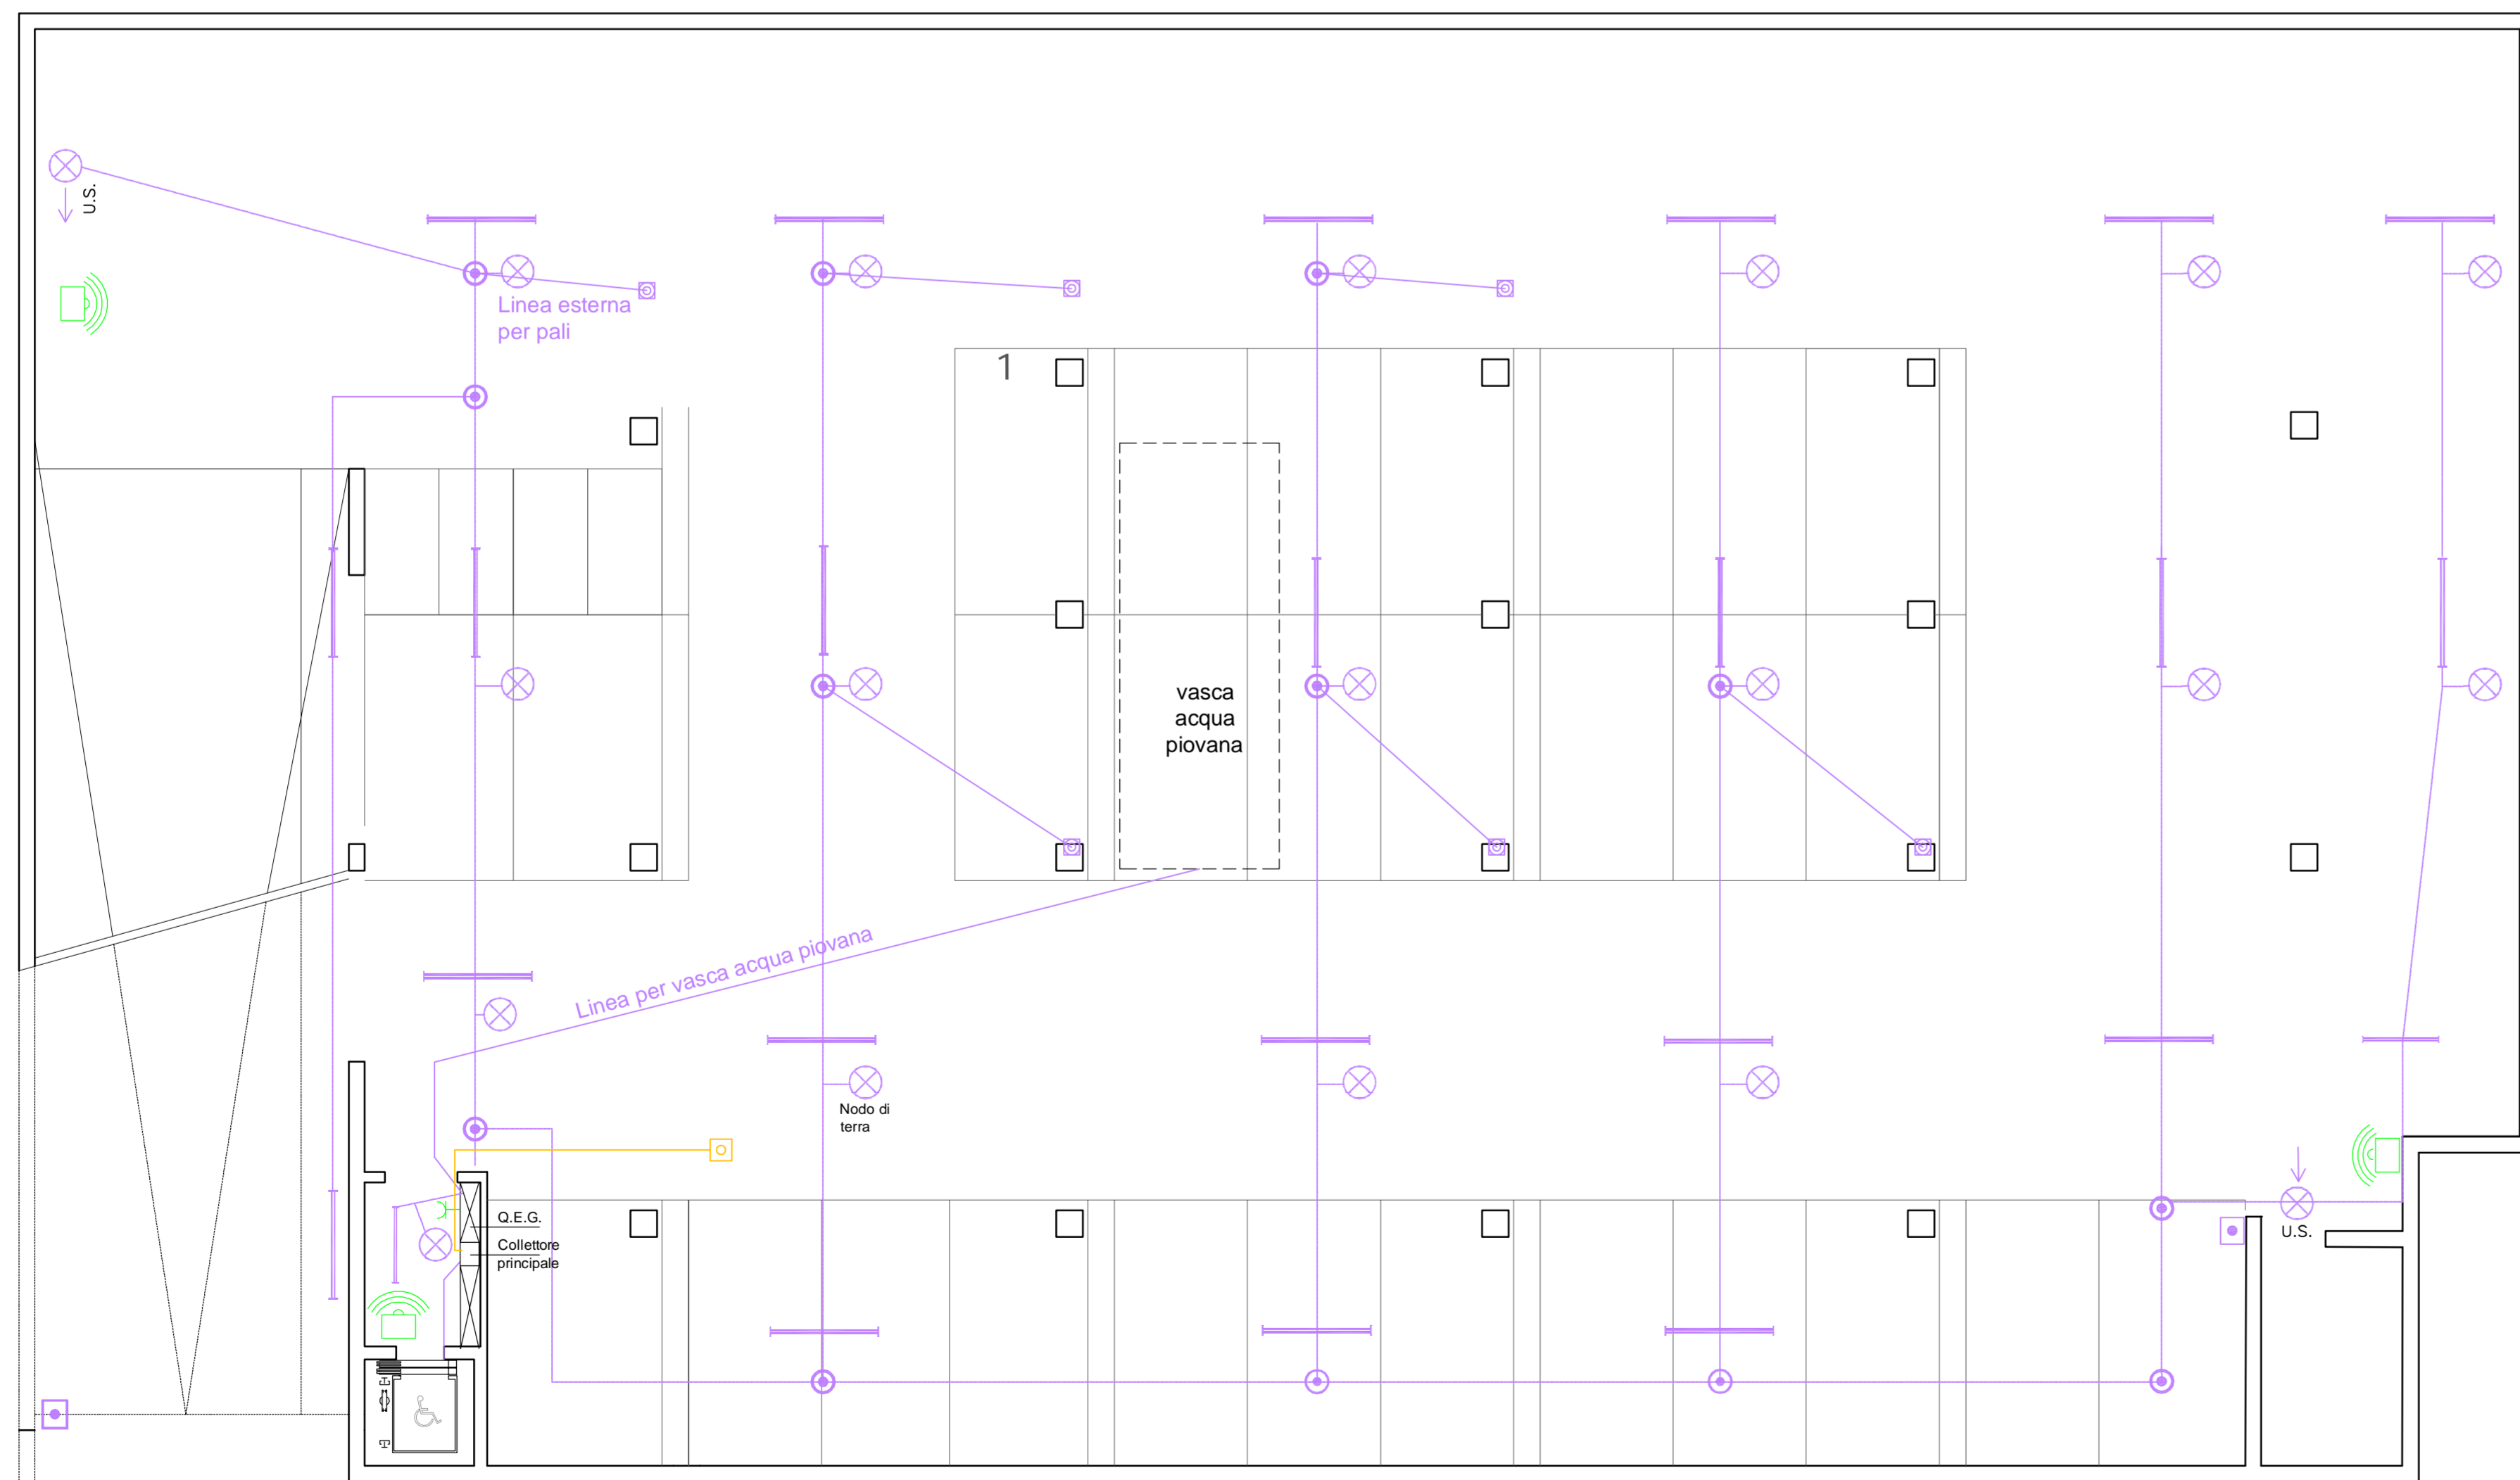 U.S.
Linea esterna
per pali
1
vasca
acqua
piovana
Linea per vasca acqua piovana
Nodo di
terra
Q.E.G.
Collettore
principale
U.S.